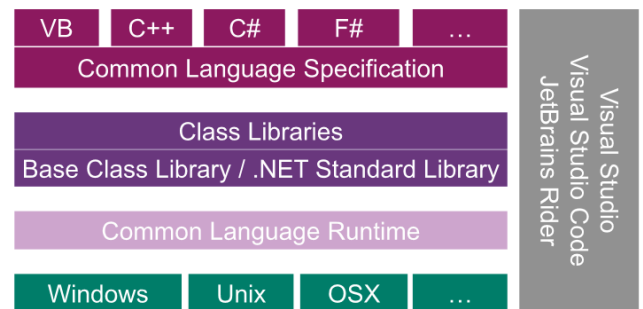 VB C++ C# F# …
Common Language Specification
Class Libraries
Base Class Library / .NET Standard Library
Common Language Runtime
Windows Unix OSX …
Visual Studio
Visual Studio Code
JetBrains Rider